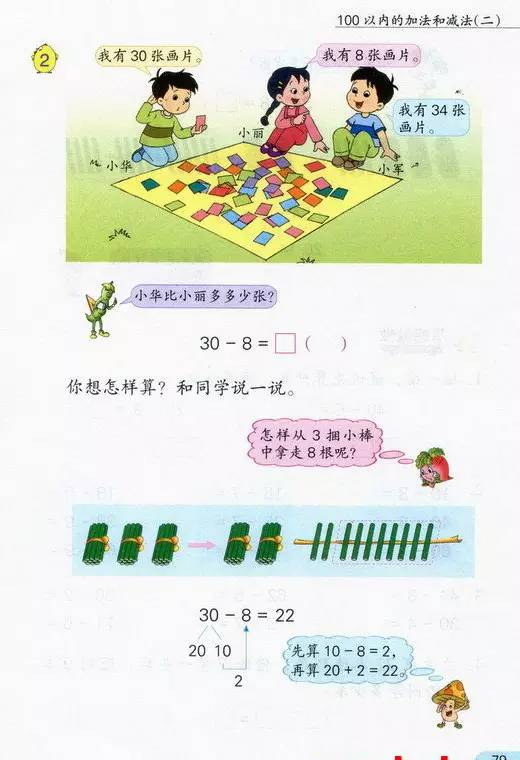 100以内的加法和减法(二)
2
我有30张画片。
我有8张画片。
我有34张
画片。
小丽
小华
小军
小华比小丽多多少张?
30-8=□( )
你想怎样算? 和同学说一说。
怎样从3捆小棒
中拿走8根呢?
30-8=22
20 10
2
先算10-8=2,
再算20+2=22。
79